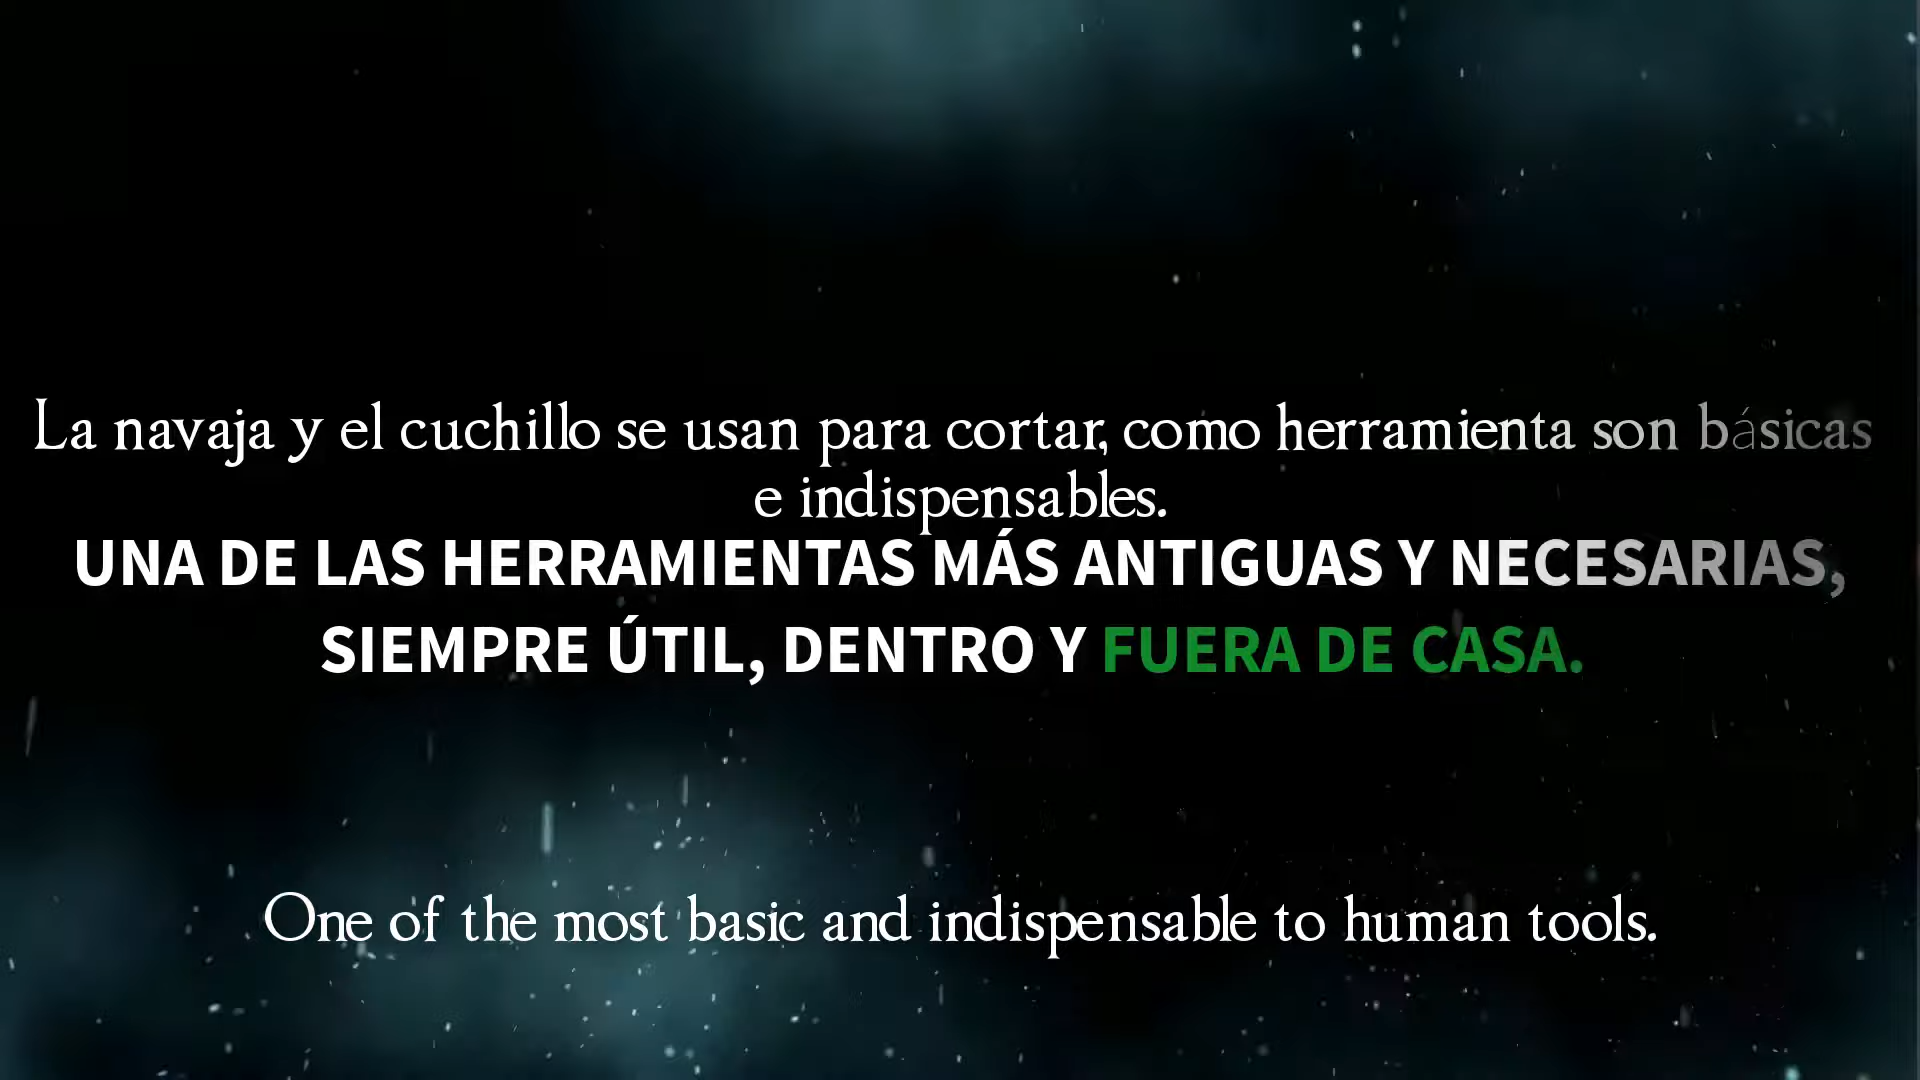 La navaja y el cuchillo se usan para cortar, como herramienta son básicas
e indispensables.
UNA DE LAS HERRAMIENTAS MÁS ANTIGUAS Y NECESARIAS,
SIEMPRE ÚTIL, DENTRO Y FUERA DE CASA.
One of the most basic and indispensable to human tools.